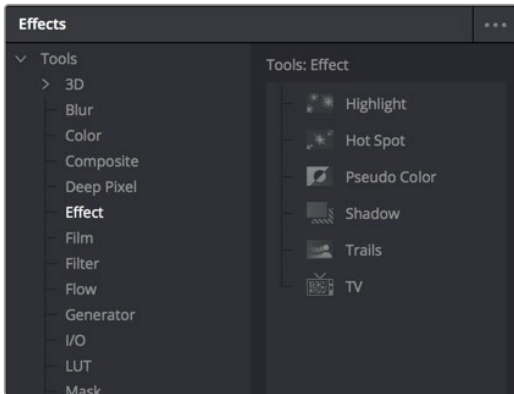 Effects
Tools
3D
Blur
Color
Composite
Deep Pixel
Effect
Film
Filter
Flow
Generator
I/O
LUT
Mask
Tools: Effect
Highlight
Hot Spot
Pseudo Color
Shadow
Trails
TV